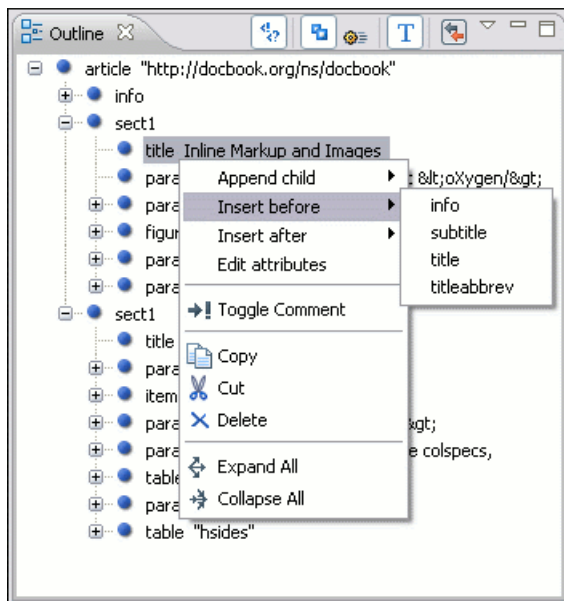 Outline
article "http://docbook.org/ns/docbook"
info
sect1
title Inline Markup and Images
para
Append child
&lt;oXygen/&gt;
para
Insert before
info
figur
Insert after
subtitle
para
Edit attributes
title
para
titleabbrev
sect1
Toggle Comment
title
para
Copy
item
Cut
para
Delete
&gt;
para
e colspecs,
table
Expand All
para
Collapse All
table "hsides"